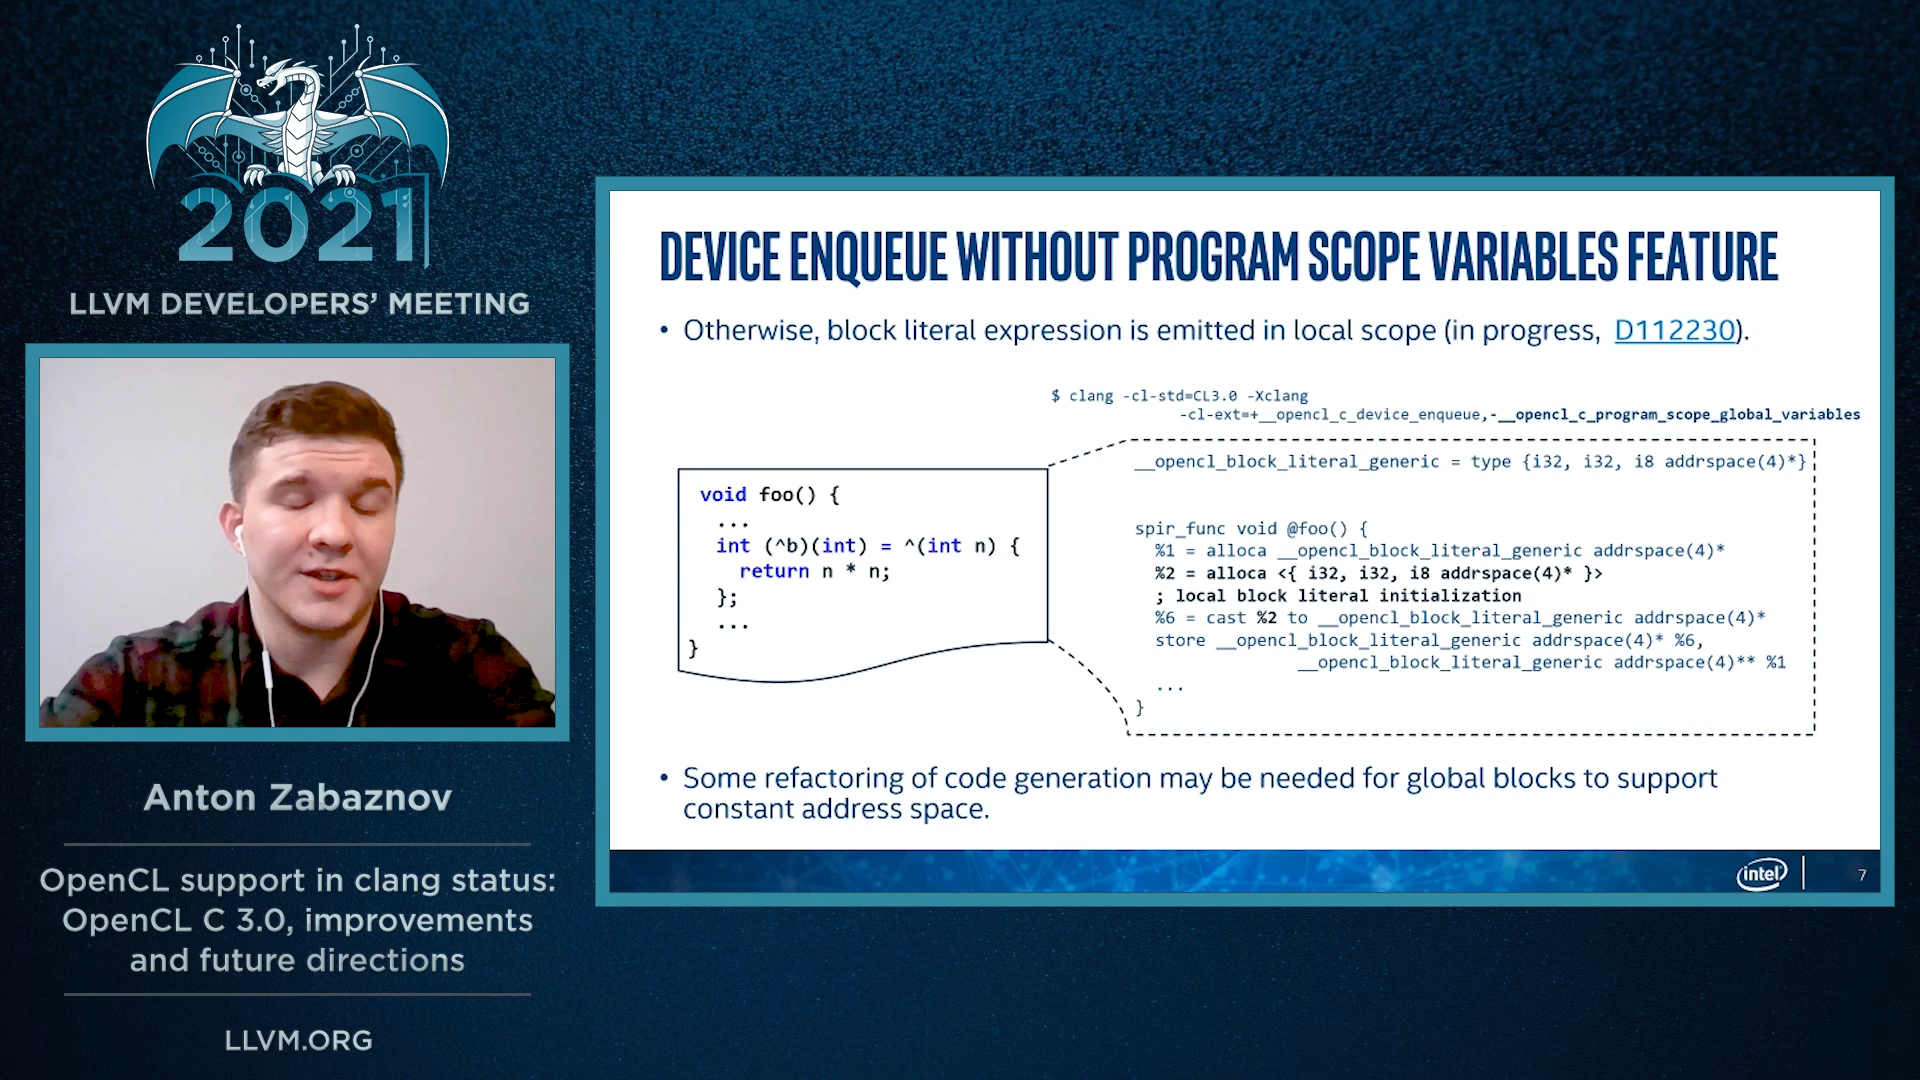 2021
LLVM DEVELOPERS’ MEETING
Anton Zabaznov
OpenCL support in clang status:
OpenCL C 3.0, improvements
and future directions
LLVM.ORG
DEVICE ENQUEUE WITHOUT PROGRAM SCOPE VARIABLES FEATURE
• Otherwise, block literal expression is emitted in local scope (in progress, D112230).
$ clang -cl-std=CL3.0 -Xclang
-cl-ext=+__opencl_c_device_enqueue,-__opencl_c_program_scope_global_variables
void foo() {
...
int (^b)(int) = ^(int n) {
return n * n;
};
...
}
__opencl_block_literal_generic = type {i32, i32, i8 addrspace(4)*}
spir_func void @foo() {
%1 = alloca __opencl_block_literal_generic addrspace(4)*
%2 = alloca <{ i32, i32, i8 addrspace(4)* }>
; local block literal initialization
%6 = cast %2 to __opencl_block_literal_generic addrspace(4)*
store __opencl_block_literal_generic addrspace(4)* %6,
__opencl_block_literal_generic addrspace(4)** %1
...
}
• Some refactoring of code generation may be needed for global blocks to support
constant address space.
intel
7